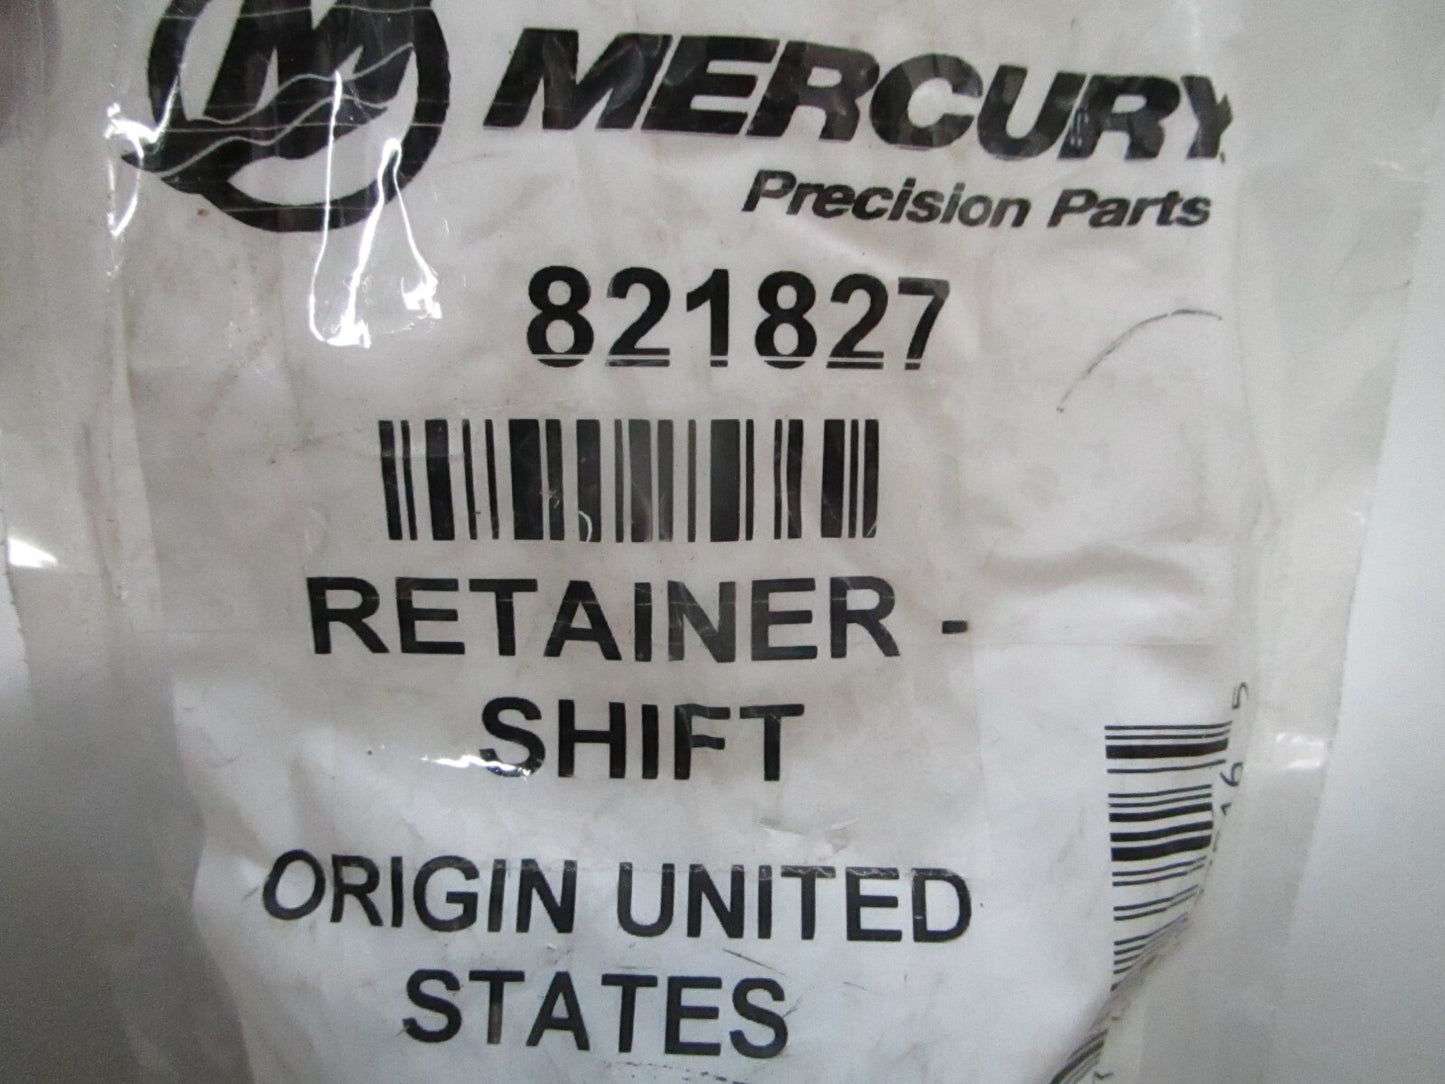 MERCURY
Precision Parts
821827
RETAINER -
SHIFT
ORIGIN UNITED
STATES